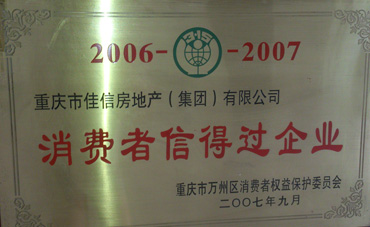 2006- -2007
重庆市佳信房地产(集团)有限公司
消费者信得过企业
重庆市万州区消费者权益保护委员会
二〇〇七年九月